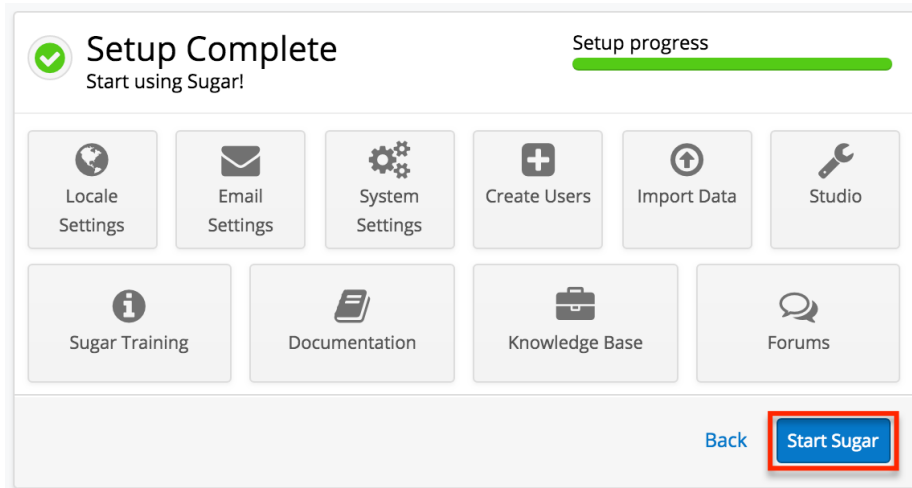 Setup Complete
Start using Sugar!
Setup progress
Locale
Settings
Email
Settings
System
Settings
Create Users
Import Data
Studio
Sugar Training
Documentation
Knowledge Base
Forums
Back
Start Sugar